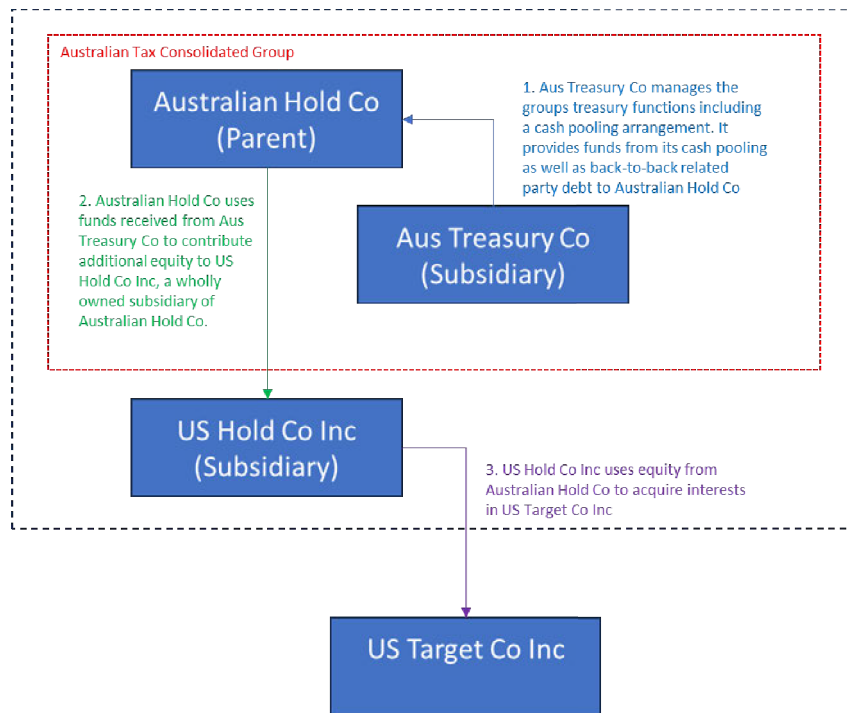 Australian Tax Consolidated Group
Australian Hold Co
(Parent)
1. Aus Treasury Co manages the
groups treasury functions including
a cash pooling arrangement. It
provides funds from its cash pooling
as well as back-to-back related
party debt to Australian Hold Co
2. Australian Hold Co uses
funds received from Aus
Treasury Co to contribute
additional equity to US
Hold Co Inc, a wholly
owned subsidiary of
Australian Hold Co.
Aus Treasury Co
(Subsidiary)
US Hold Co Inc
(Subsidiary)
3. US Hold Co Inc uses equity from
Australian Hold Co to acquire interests
in US Target Co Inc
US Target Co Inc